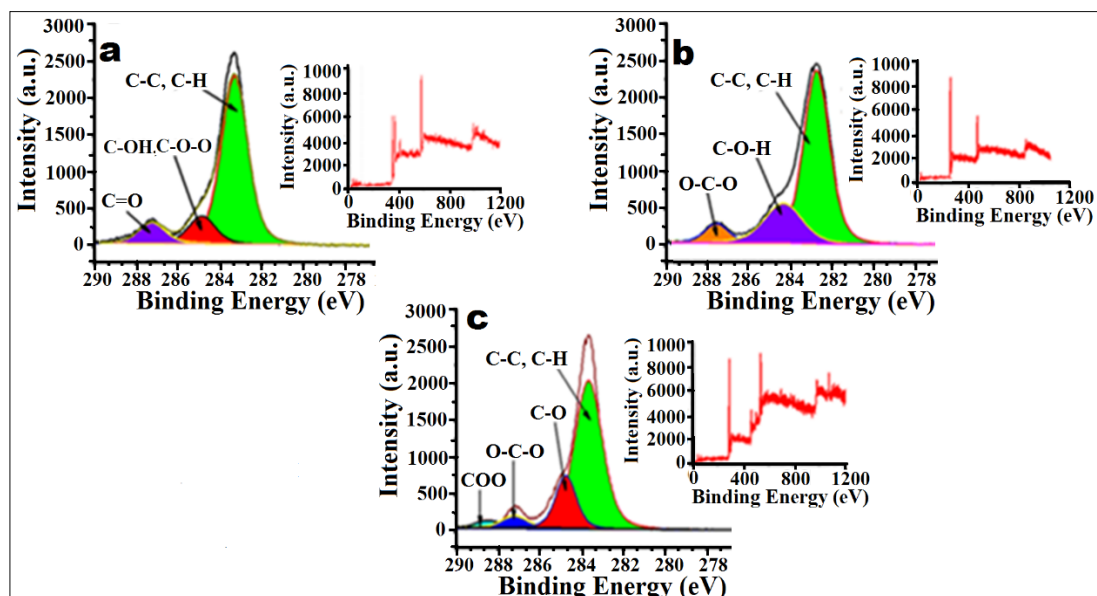 a
Intensity (a.u.)
3000
2500
2000
1500
1000
500
0
C-C, C-H
C-OH,C-O-O
C=O
290 288 286 284 282 280 278
Binding Energy (eV)
Intensity (a.u.)
10000
8000
6000
4000
2000
0
0 400 800 1200
Binding Energy
(eV)
b
Intensity (a.u.)
3000
2500
2000
1500
1000
500
0
C-C, C-H
C-O-H
O-C-O
290 288 286 284 282 280 278
Binding Energy (eV)
Intensity (a.u.)
10000
8000
6000
4000
2000
0
0 400 800 1200
Binding Energy
(eV)
c
Intensity (a.u.)
3000
2500
2000
1500
1000
500
0
C-C, C-H
C-O
O-C-O
COO
290 288 286 284 282 280 278
Binding Energy (eV)
Intensity (a.u.)
10000
8000
6000
4000
2000
0
0 400 800 1200
Binding Energy (eV)